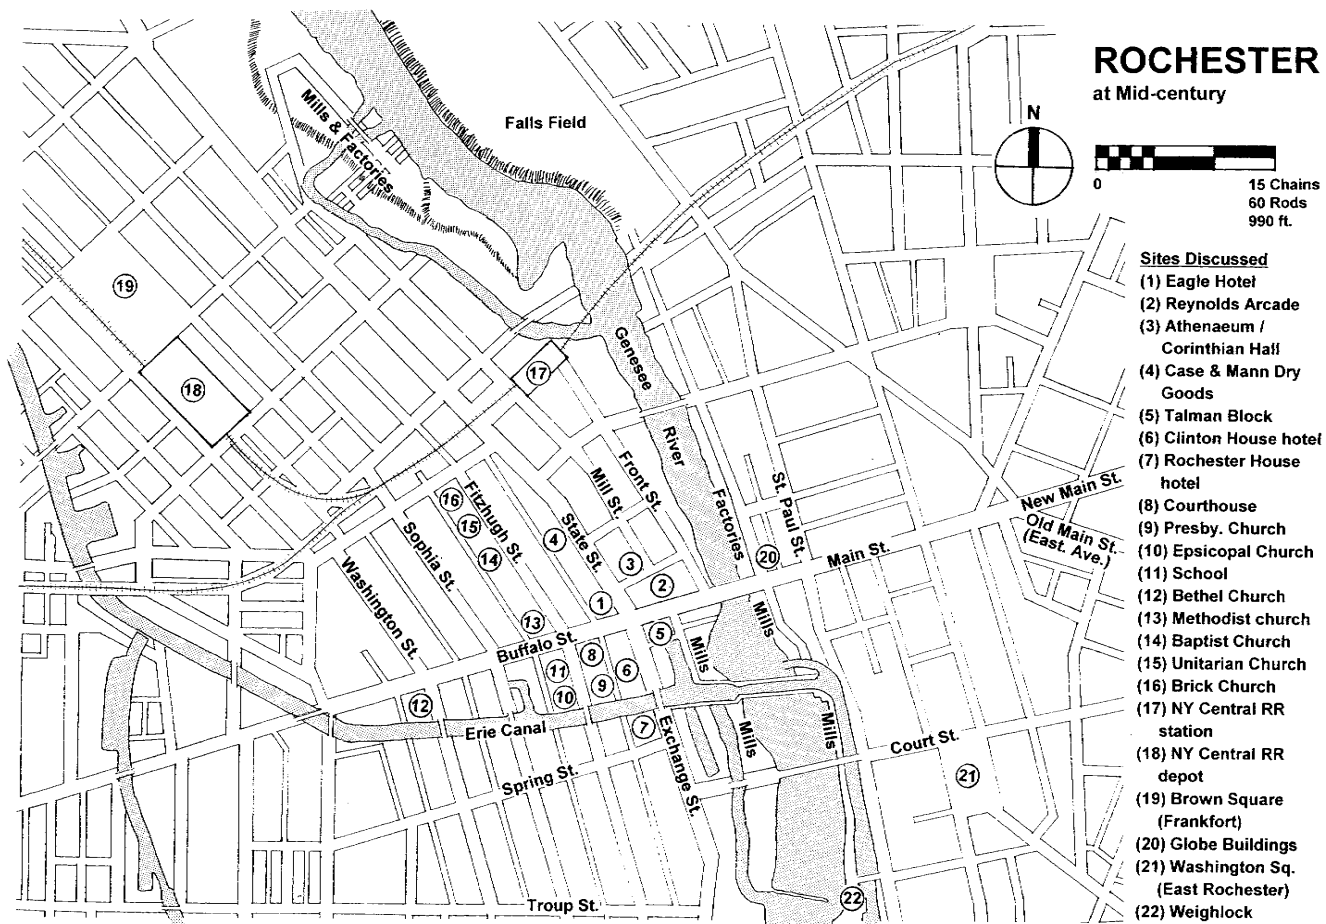 ROCHESTER
at Mid-century
N
0
15 Chains
60 Rods
990 ft.
Sites Discussed
(1) Eagle Hotel
(2) Reynolds Arcade
(3) Athenaeum /
Corinthian Hall
(4) Case & Mann Dry
Goods
(5) Talman Block
(6) Clinton House hotel
(7) Rochester House
hotel
(8) Courthouse
(9) Presby. Church
(10) Epsicopal Church
(11) School
(12) Bethel Church
(13) Methodist church
(14) Baptist Church
(15) Unitarian Church
(16) Brick Church
(17) NY Central RR
station
(18) NY Central RR
depot
(19) Brown Square
(Frankfort)
(20) Globe Buildings
(21) Washington Sq.
(East Rochester)
(22) Weighlock
Mills & Factories
Falls Field
19
18
17
Genesee
River
Factories
Front St.
Mill St.
State St.
Fitzhugh St.
Sophia St.
Washington St.
St. Paul St.
Main St.
New Main St.
Old Main St.
(East. Ave.)
16
15
14
4
3
2
20
1
13
Buffalo St.
5
Mills
Mills
8
11
6
9
10
12
7
Erie Canal
Exchange St.
Mills
Mills
Court St.
Spring St.
21
22
Troup St.